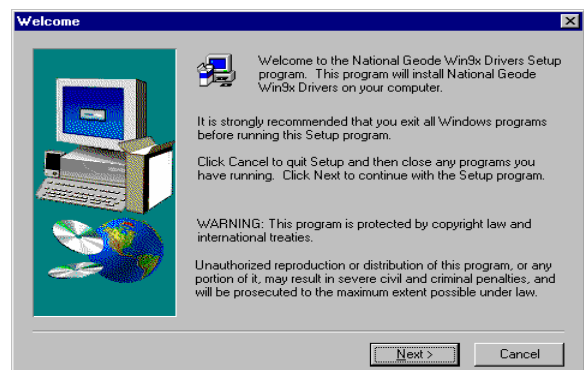 Welcome
Welcome to the National Geode Win9x Drivers Setup
program. This program will install National Geode
Win9x Drivers on your computer.
It is strongly recommended that you exit all Windows programs
before running this Setup program.
Click Cancel to quit Setup and then close any programs you
have running. Click Next to continue with the Setup program.
WARNING: This program is protected by copyright law and
international treaties.
Unauthorized reproduction or distribution of this program, or any
portion of it, may result in severe civil and criminal penalties, and
will be prosecuted to the maximum extent possible under law.
Next >
Cancel